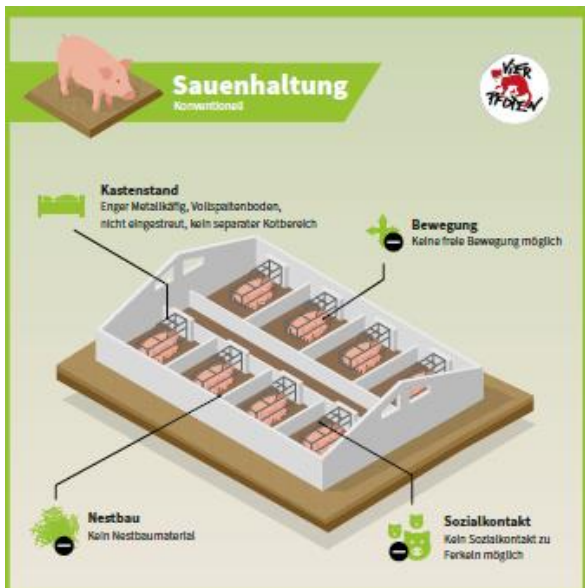 Sauenhaltung
Konventionell
VIER
PFOTEN
Kastenstand
Enger Metallkäfig, Vollspaltenboden,
nicht eingestreut, kein separater Kotbereich
Bewegung
Keine freie Bewegung möglich
Nestbau
Kein Nestbaumaterial
Sozialkontakt
Kein Sozialkontakt zu
Ferkeln möglich